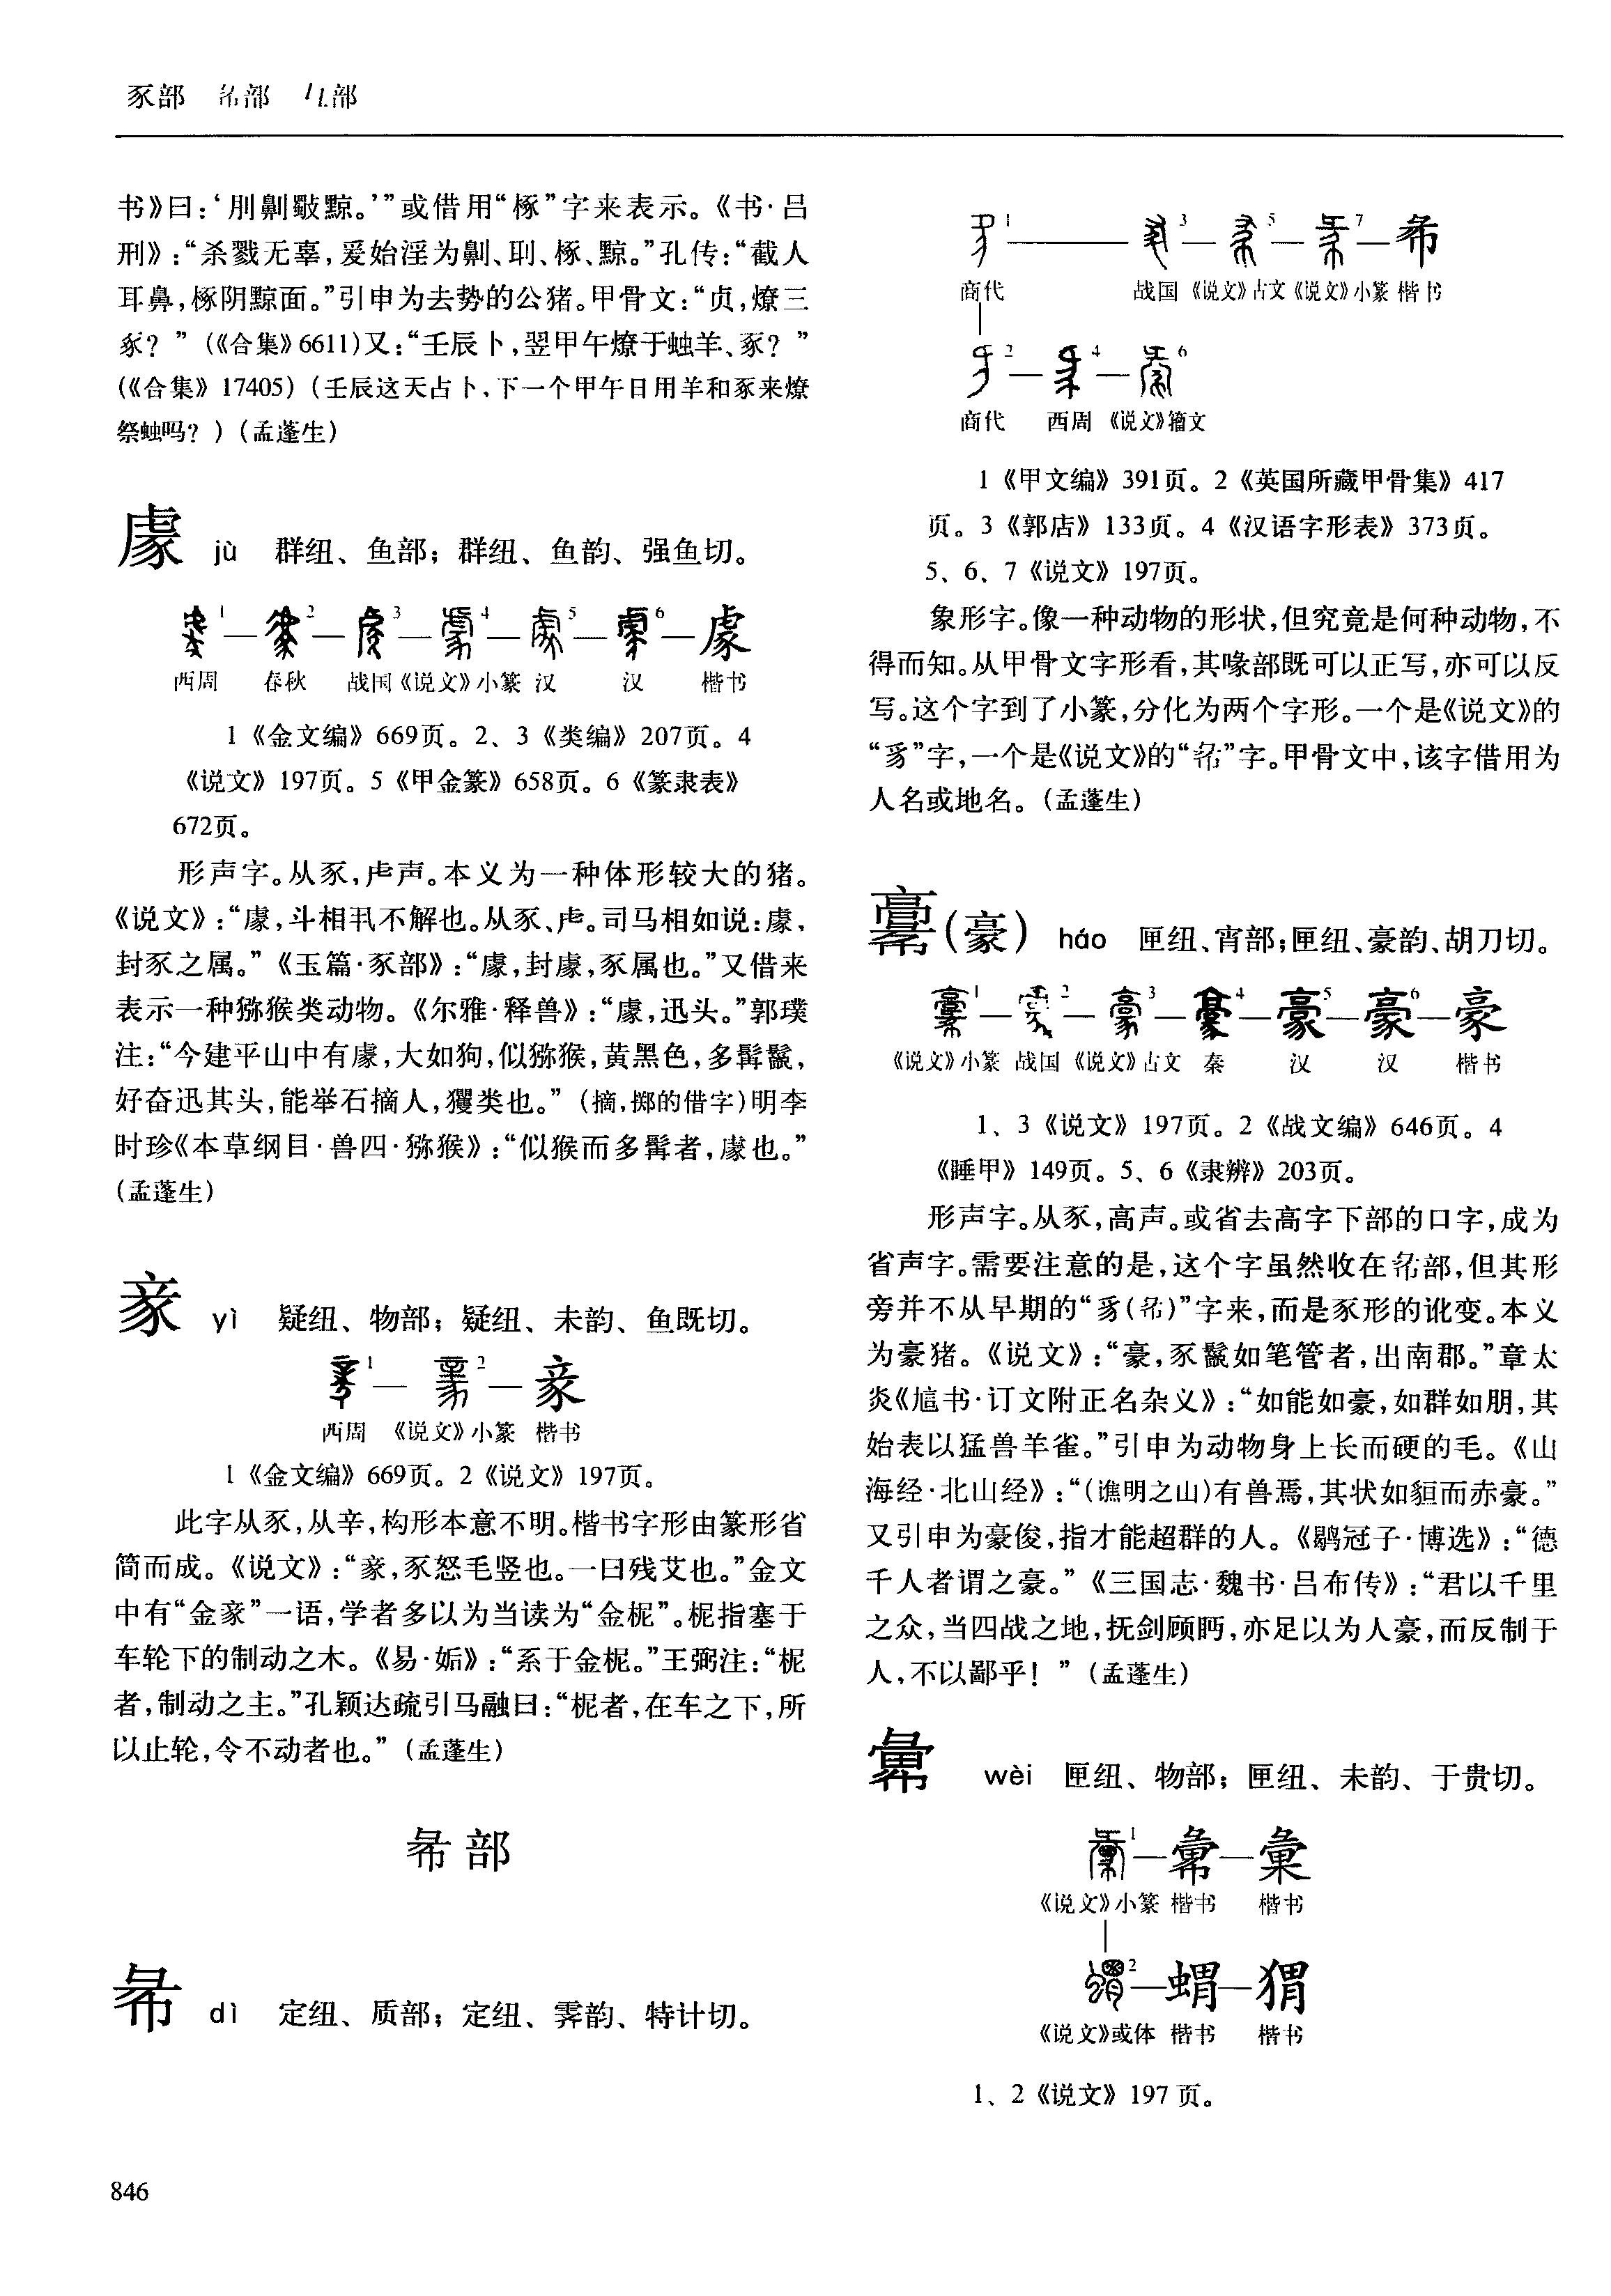 豕部 㣇部 彑部
书》曰:‘刖劓斀黥。’”或借用“椓”字来表示。《书·吕
刑》:“杀戮无辜,爰始淫为劓、刵、椓、黥。”孔传:“截人
耳鼻,椓阴黥面。”引申为去势的公猪。甲骨文:“贞,燎三
豖?”(《合集》6611)又:“壬辰卜,翌甲午燎于䖵羊、豖?”
(《合集》17405)(壬辰这天占卜,下一个甲午日用羊和豖来燎
祭䖵吗?)(孟蓬生)
豦 jù 群纽、鱼部;群纽、鱼韵、强鱼切。
1 — 2 — 3 — 4 — 5 — 6 — 豦
西周 春秋 战国《说文》小篆 汉 汉 楷书
1《金文编》669页。2、3《类编》207页。4
《说文》197页。5《甲金篆》658页。6《篆隶表》
672页。
形声字。从豕,虍声。本义为一种体形较大的猪。
《说文》:“豦,斗相丮不解也。从豕、虍。司马相如说:豦,
封豕之属。”《玉篇·豕部》:“豦,封豦,豕属也。”又借来
表示一种猕猴类动物。《尔雅·释兽》:“豦,迅头。”郭璞
注:“今建平山中有豦,大如狗,似猕猴,黄黑色,多髯鬣,
好奋迅其头,能举石擿人,玃类也。”(擿,掷的借字)明李
时珍《本草纲目·兽四·猕猴》:“似猴而多髯者,豦也。”
(孟蓬生)
豙 yì 疑纽、物部;疑纽、未韵、鱼既切。
1 — 2 — 豙
西周 《说文》小篆 楷书
1《金文编》669页。2《说文》197页。
此字从豕,从辛,构形本意不明。楷书字形由篆形省
简而成。《说文》:“豙,豕怒毛竖也。一曰残艾也。”金文
中有“金豙”一语,学者多以为当读为“金柅”。柅指塞于
车轮下的制动之木。《易·姤》:“系于金柅。”王弼注:“柅
者,制动之主。”孔颖达疏引马融曰:“柅者,在车之下,所
以止轮,令不动者也。”(孟蓬生)
㣇部
㣇 dì 定纽、质部;定纽、霁韵、特计切。
1 — 3 — 5 — 7 — 㣇
商代 战国《说文》古文《说文》小篆 楷书
2 — 4 — 6
商代 西周 《说文》籀文
1《甲文编》391页。2《英国所藏甲骨集》417
页。3《郭店》133页。4《汉语字形表》373页。
5、6、7《说文》197页。
象形字。像一种动物的形状,但究竟是何种动物,不
得而知。从甲骨文字形看,其喙部既可以正写,亦可以反
写。这个字到了小篆,分化为两个字形。一个是《说文》的
“豸”字,一个是《说文》的“㣇”字。甲骨文中,该字借用为
人名或地名。(孟蓬生)
(豪) háo 匣纽、宵部;匣纽、豪韵、胡刀切。
1 — 2 — 3 — 4 — 5 — 6 — 豪
《说文》小篆 战国《说文》古文 秦 汉 汉 楷书
1、3《说文》197页。2《战文编》646页。4
《睡甲》149页。5、6《隶辨》203页。
形声字。从豕,高声。或省去高字下部的口字,成为
省声字。需要注意的是,这个字虽然收在㣇部,但其形
旁并不从早期的“豸(㣇)”字来,而是豕形的讹变。本义
为豪猪。《说文》:“豪,豕鬣如笔管者,出南郡。”章太
炎《訄书·订文附正名杂义》:“如能如豪,如群如朋,其
始表以猛兽羊雀。”引申为动物身上长而硬的毛。《山
海经·北山经》:“(谯明之山)有兽焉,其状如貆而赤豪。”
又引申为豪俊,指才能超群的人。《鹖冠子·博选》:“德
千人者谓之豪。”《三国志·魏书·吕布传》:“君以千里
之众,当四战之地,抚剑顾眄,亦足以为人豪,而反制于
人,不以鄙乎!”(孟蓬生)
wèi 匣纽、物部;匣纽、未韵、于贵切。
1 — — 彙
《说文》小篆 楷书 楷书
2 — 蝟 — 猬
《说文》或体 楷书 楷书
1、2《说文》197页。
846